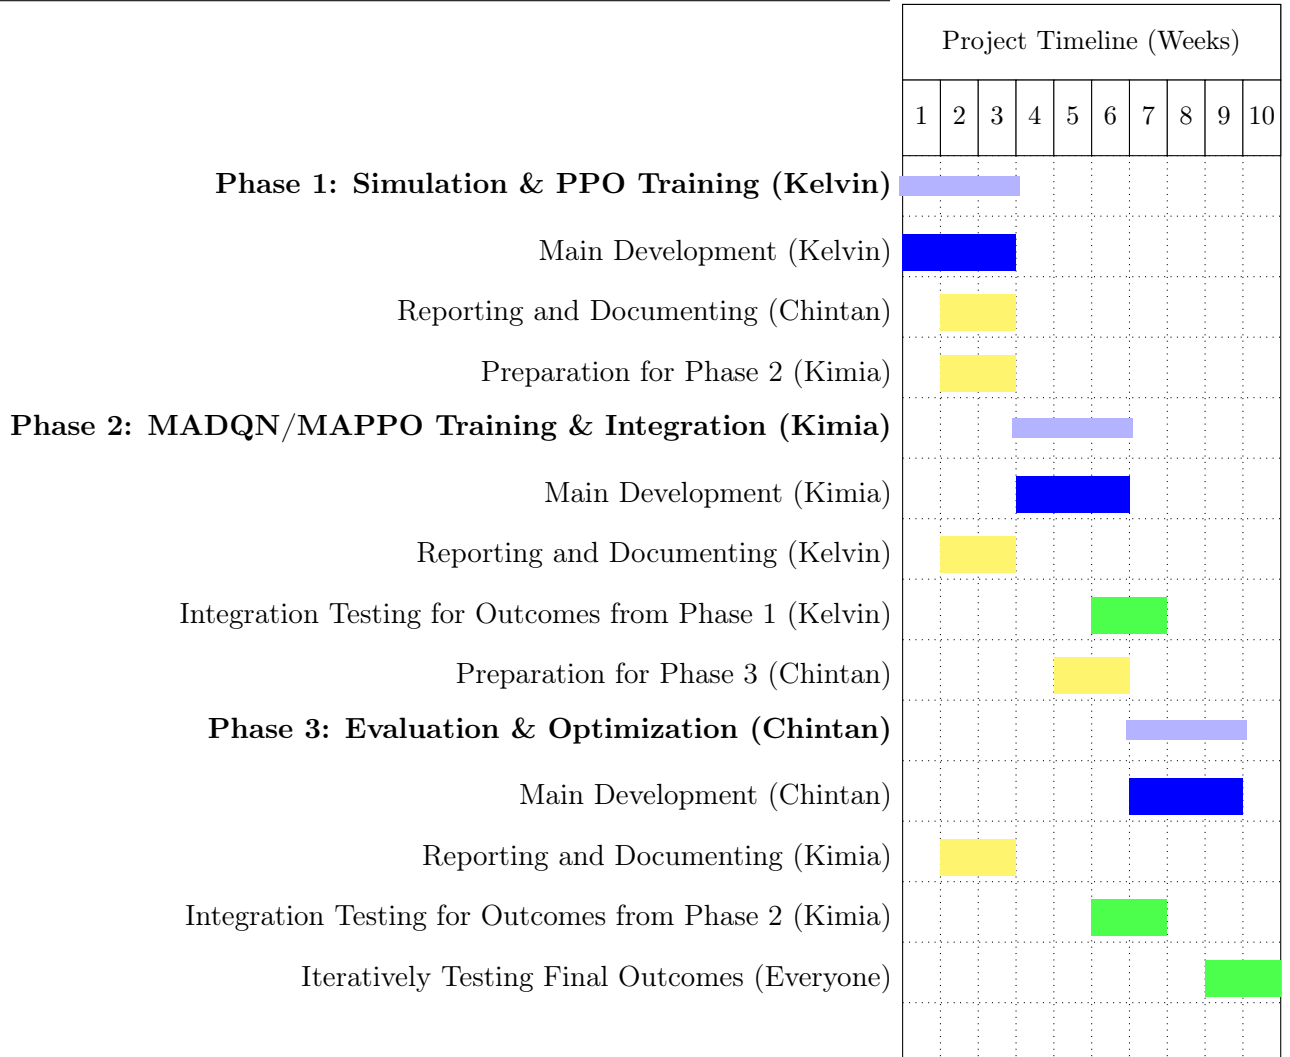 Project Timeline (Weeks)
1 2 3 4 5 6 7 8 9 10
Phase 1: Simulation & PPO Training (Kelvin)
Main Development (Kelvin)
Reporting and Documenting (Chintan)
Preparation for Phase 2 (Kimia)
Phase 2: MADQN/MAPPO Training & Integration (Kimia)
Main Development (Kimia)
Reporting and Documenting (Kelvin)
Integration Testing for Outcomes from Phase 1 (Kelvin)
Preparation for Phase 3 (Chintan)
Phase 3: Evaluation & Optimization (Chintan)
Main Development (Chintan)
Reporting and Documenting (Kimia)
Integration Testing for Outcomes from Phase 2 (Kimia)
Iteratively Testing Final Outcomes (Everyone)